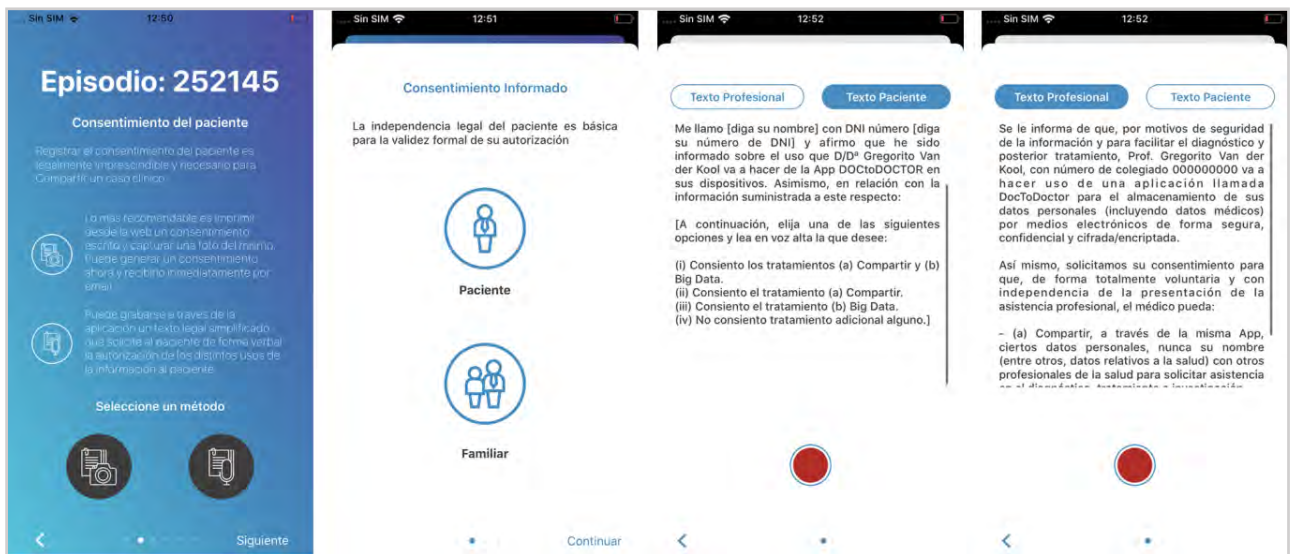 Sin SIM 12:50
Episodio: 252145
Consentimiento del paciente
Registrar el consentimiento del paciente es
legalmente imprescindible y necesario para
Compartir un caso clínico
Lo más recomendable es imprimir
desde la web un consentimiento
escrito y capturar una foto del mismo.
Puede generar un consentimiento
ahora y recibirlo inmediatamente por
email
Puede grabarse a través de la
aplicación un texto legal simplificado
que solicite al paciente de forma verbal
la autorización de los distintos usos de
la información al paciente
Seleccione un método
Siguiente
Sin SIM 12:51
Consentimiento Informado
La independencia legal del paciente es básica
para la validez formal de su autorización
Paciente
Familiar
Continuar
Sin SIM 12:52
Texto Profesional Texto Paciente
Me llamo [diga su nombre] con DNI número [diga
su número de DNI] y afirmo que he sido
informado sobre el uso que D/Dª Gregorito Van
der Kool va a hacer de la App DOCtoDOCTOR en
sus dispositivos. Asimismo, en relación con la
información suministrada a este respecto:
[A continuación, elija una de las siguientes
opciones y lea en voz alta la que desee:
(i) Consiento los tratamientos (a) Compartir y (b)
Big Data.
(ii) Consiento el tratamiento (a) Compartir.
(iii) Consiento el tratamiento (b) Big Data.
(iv) No consiento tratamiento adicional alguno.]
Sin SIM 12:52
Texto Profesional Texto Paciente
Se le informa de que, por motivos de seguridad
de la información y para facilitar el diagnóstico y
posterior tratamiento, Prof. Gregorito Van der
Kool, con número de colegiado 000000000 va a
hacer uso de una aplicación llamada
DocToDoctor para el almacenamiento de sus
datos personales (incluyendo datos médicos)
por medios electrónicos de forma segura,
confidencial y cifrada/encriptada.
Así mismo, solicitamos su consentimiento para
que, de forma totalmente voluntaria y con
independencia de la presentación de la
asistencia profesional, el médico pueda:
- (a) Compartir, a través de la misma App,
ciertos datos personales, nunca su nombre
(entre otros, datos relativos a la salud) con otros
profesionales de la salud para solicitar asistencia
en el diagnóstico, tratamiento e investigación